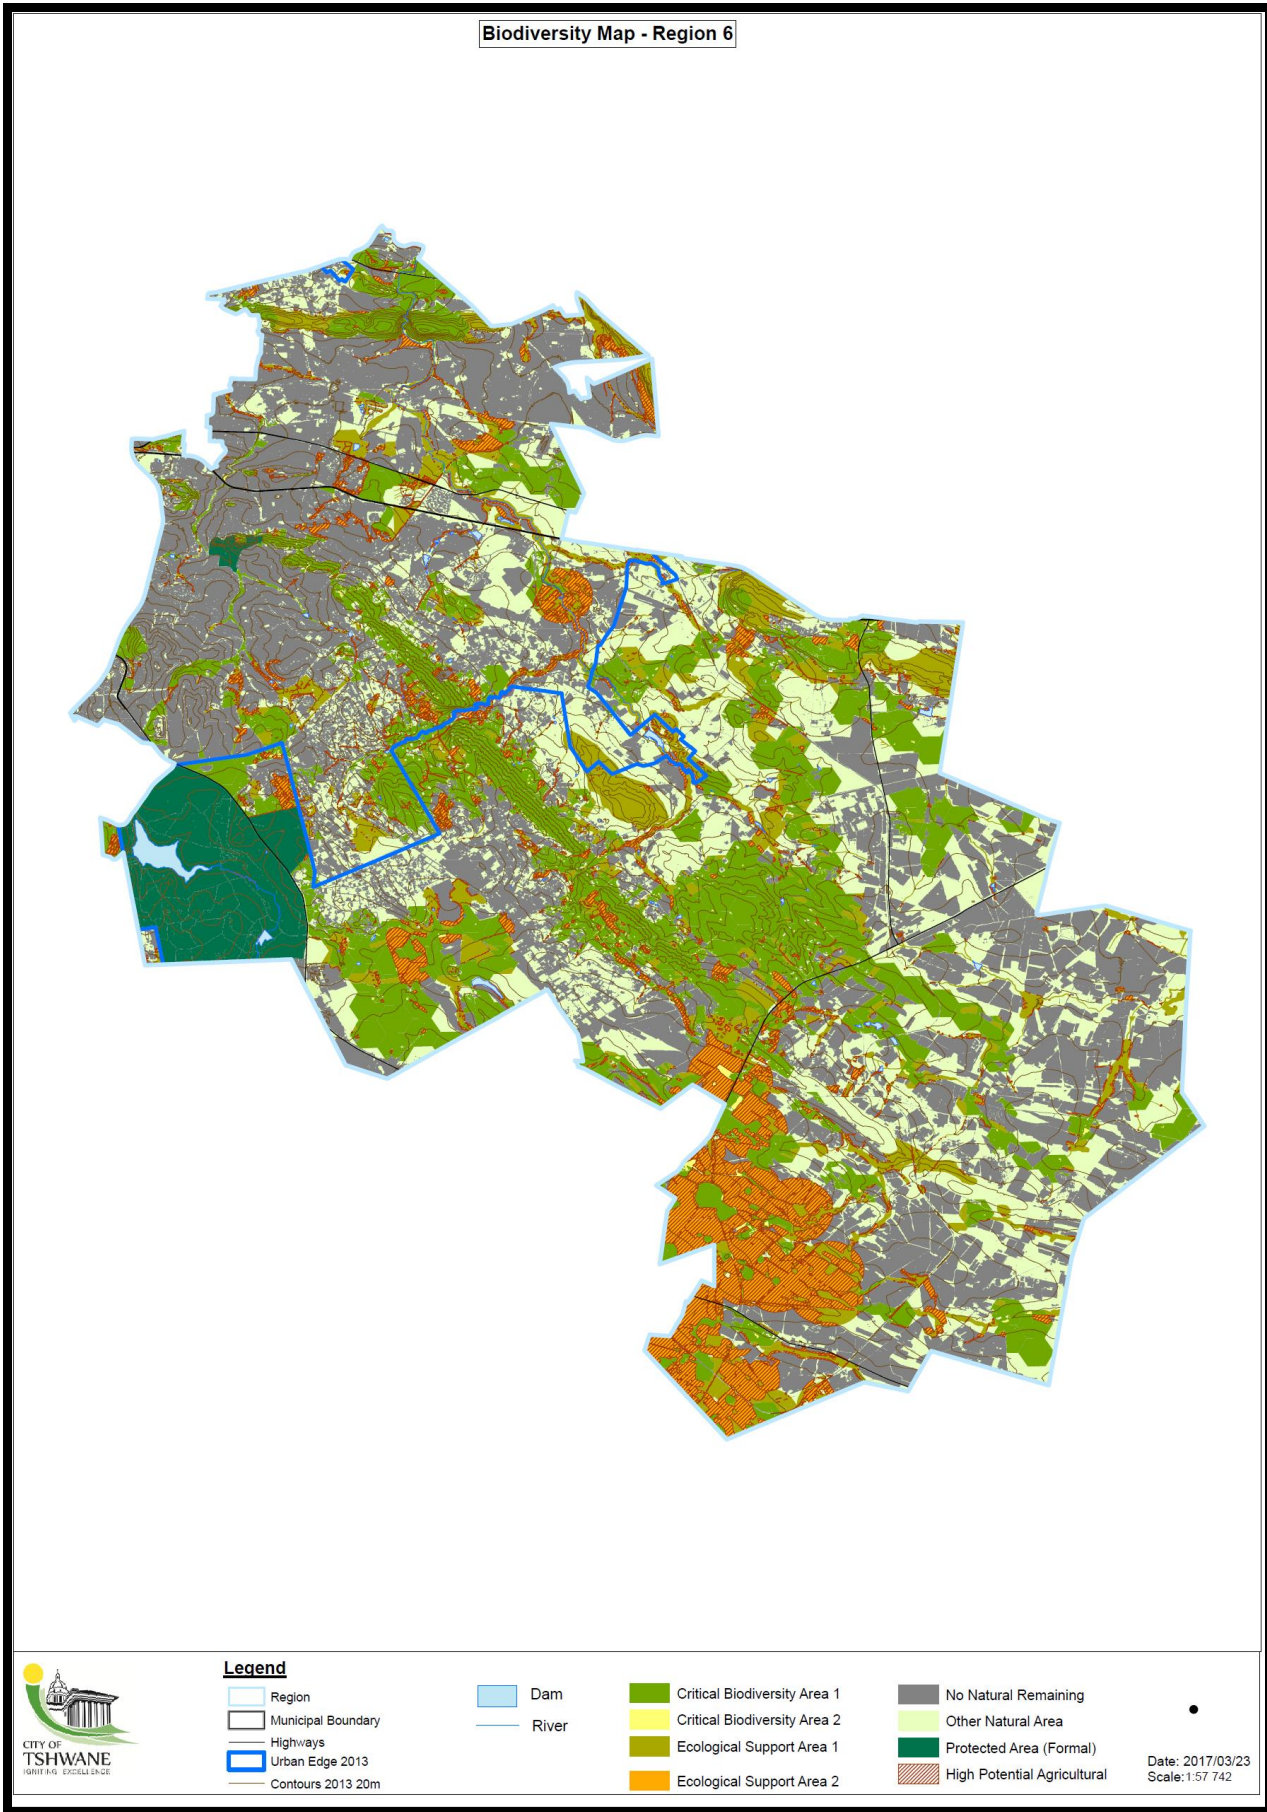 Biodiversity Map - Region 6
CITY OF
TSHWANE
IGNITING EXCELLENCE
Legend
Region
Municipal Boundary
Highways
Urban Edge 2013
Contours 2013 20m
Dam
River
Critical Biodiversity Area 1
Critical Biodiversity Area 2
Ecological Support Area 1
Ecological Support Area 2
No Natural Remaining
Other Natural Area
Protected Area (Formal)
High Potential Agricultural
Date: 2017/03/23
Scale:1:57 742